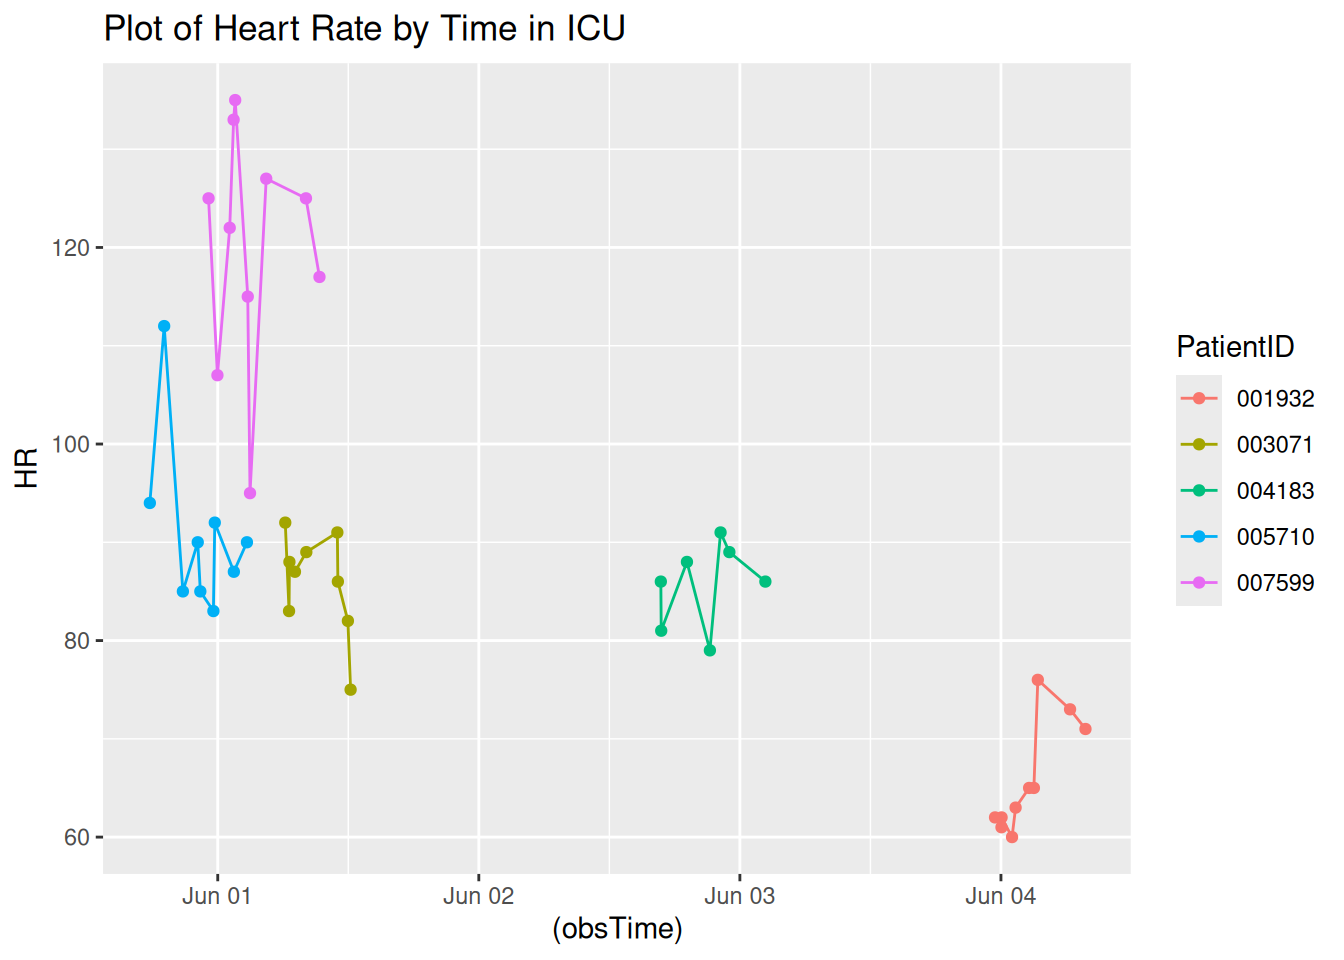 Plot of Heart Rate by Time in ICU
120
100
80
60
HR
Jun 01
Jun 02
Jun 03
Jun 04
(obsTime)
PatientID
001932
003071
004183
005710
007599